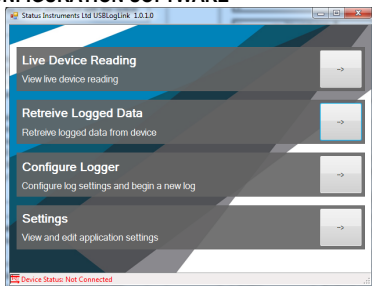 FIGURATION SOFTWARE
Status Instruments Ltd USBLogLink 1.0.1.0
Live Device Reading
View live device reading
-->
Retreive Logged Data
Retreive logged data from device
-->
Configure Logger
Configure log settings and begin a new log
-->
Settings
View and edit application settings
-->
Device Status: Not Connected